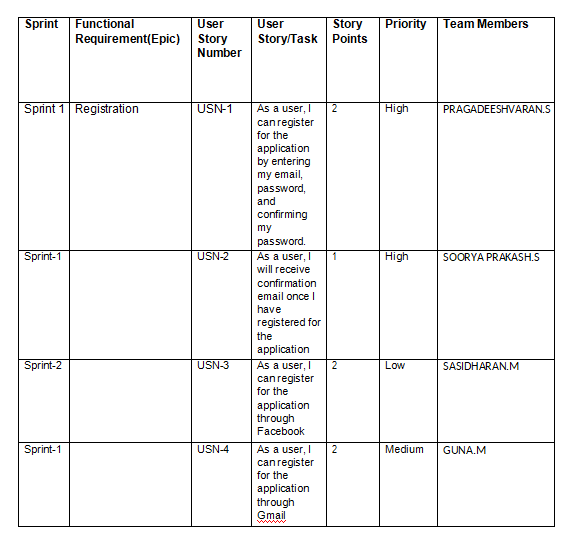 Sprint Functional Requirement(Epic) User Story Number User Story/Task Story Points Priority Team Members
Sprint 1 Registration USN-1 As a user, I 2 High PRAGADEESHVARAN.S
can register
for the
application
by entering
my email,
password,
and
confirming
my
password.
Sprint-1 USN-2 As a user, I 1 High SOORYA PRAKASH.S
will receive
confirmation
email once I
have
registered for
the
application
Sprint-2 USN-3 As a user, I 2 Low SASIDHARAN.M
can register
for the
application
through
Facebook
Sprint-1 USN-4 As a user, I 2 Medium GUNA.M
can register
for the
application
through
Gmail